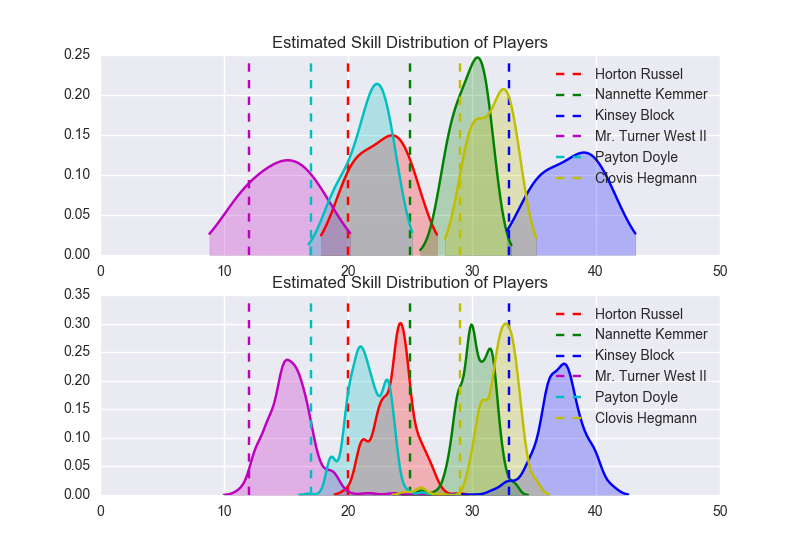 Estimated Skill Distribution of Players
0.25
0.20
0.15
0.10
0.05
0.00
Horton Russel
Nannette Kemmer
Kinsey Block
Mr. Turner West II
Payton Doyle
Clovis Hegmann
0 10 20 30 40 50
Estimated Skill Distribution of Players
0.35
0.30
0.25
0.20
0.15
0.10
0.05
0.00
Horton Russel
Nannette Kemmer
Kinsey Block
Mr. Turner West II
Payton Doyle
Clovis Hegmann
0 10 20 30 40 50